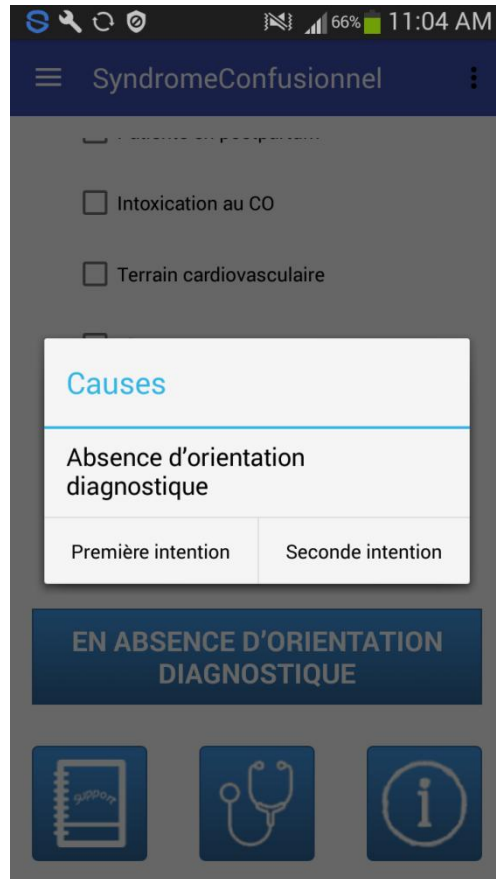 66% 11:04 AM
SyndromeConfusionnel
Intoxication au CO
Terrain cardiovasculaire
Causes
Absence d'orientation
diagnostique
Première intention Seconde intention
EN ABSENCE D'ORIENTATION
DIAGNOSTIQUE
support